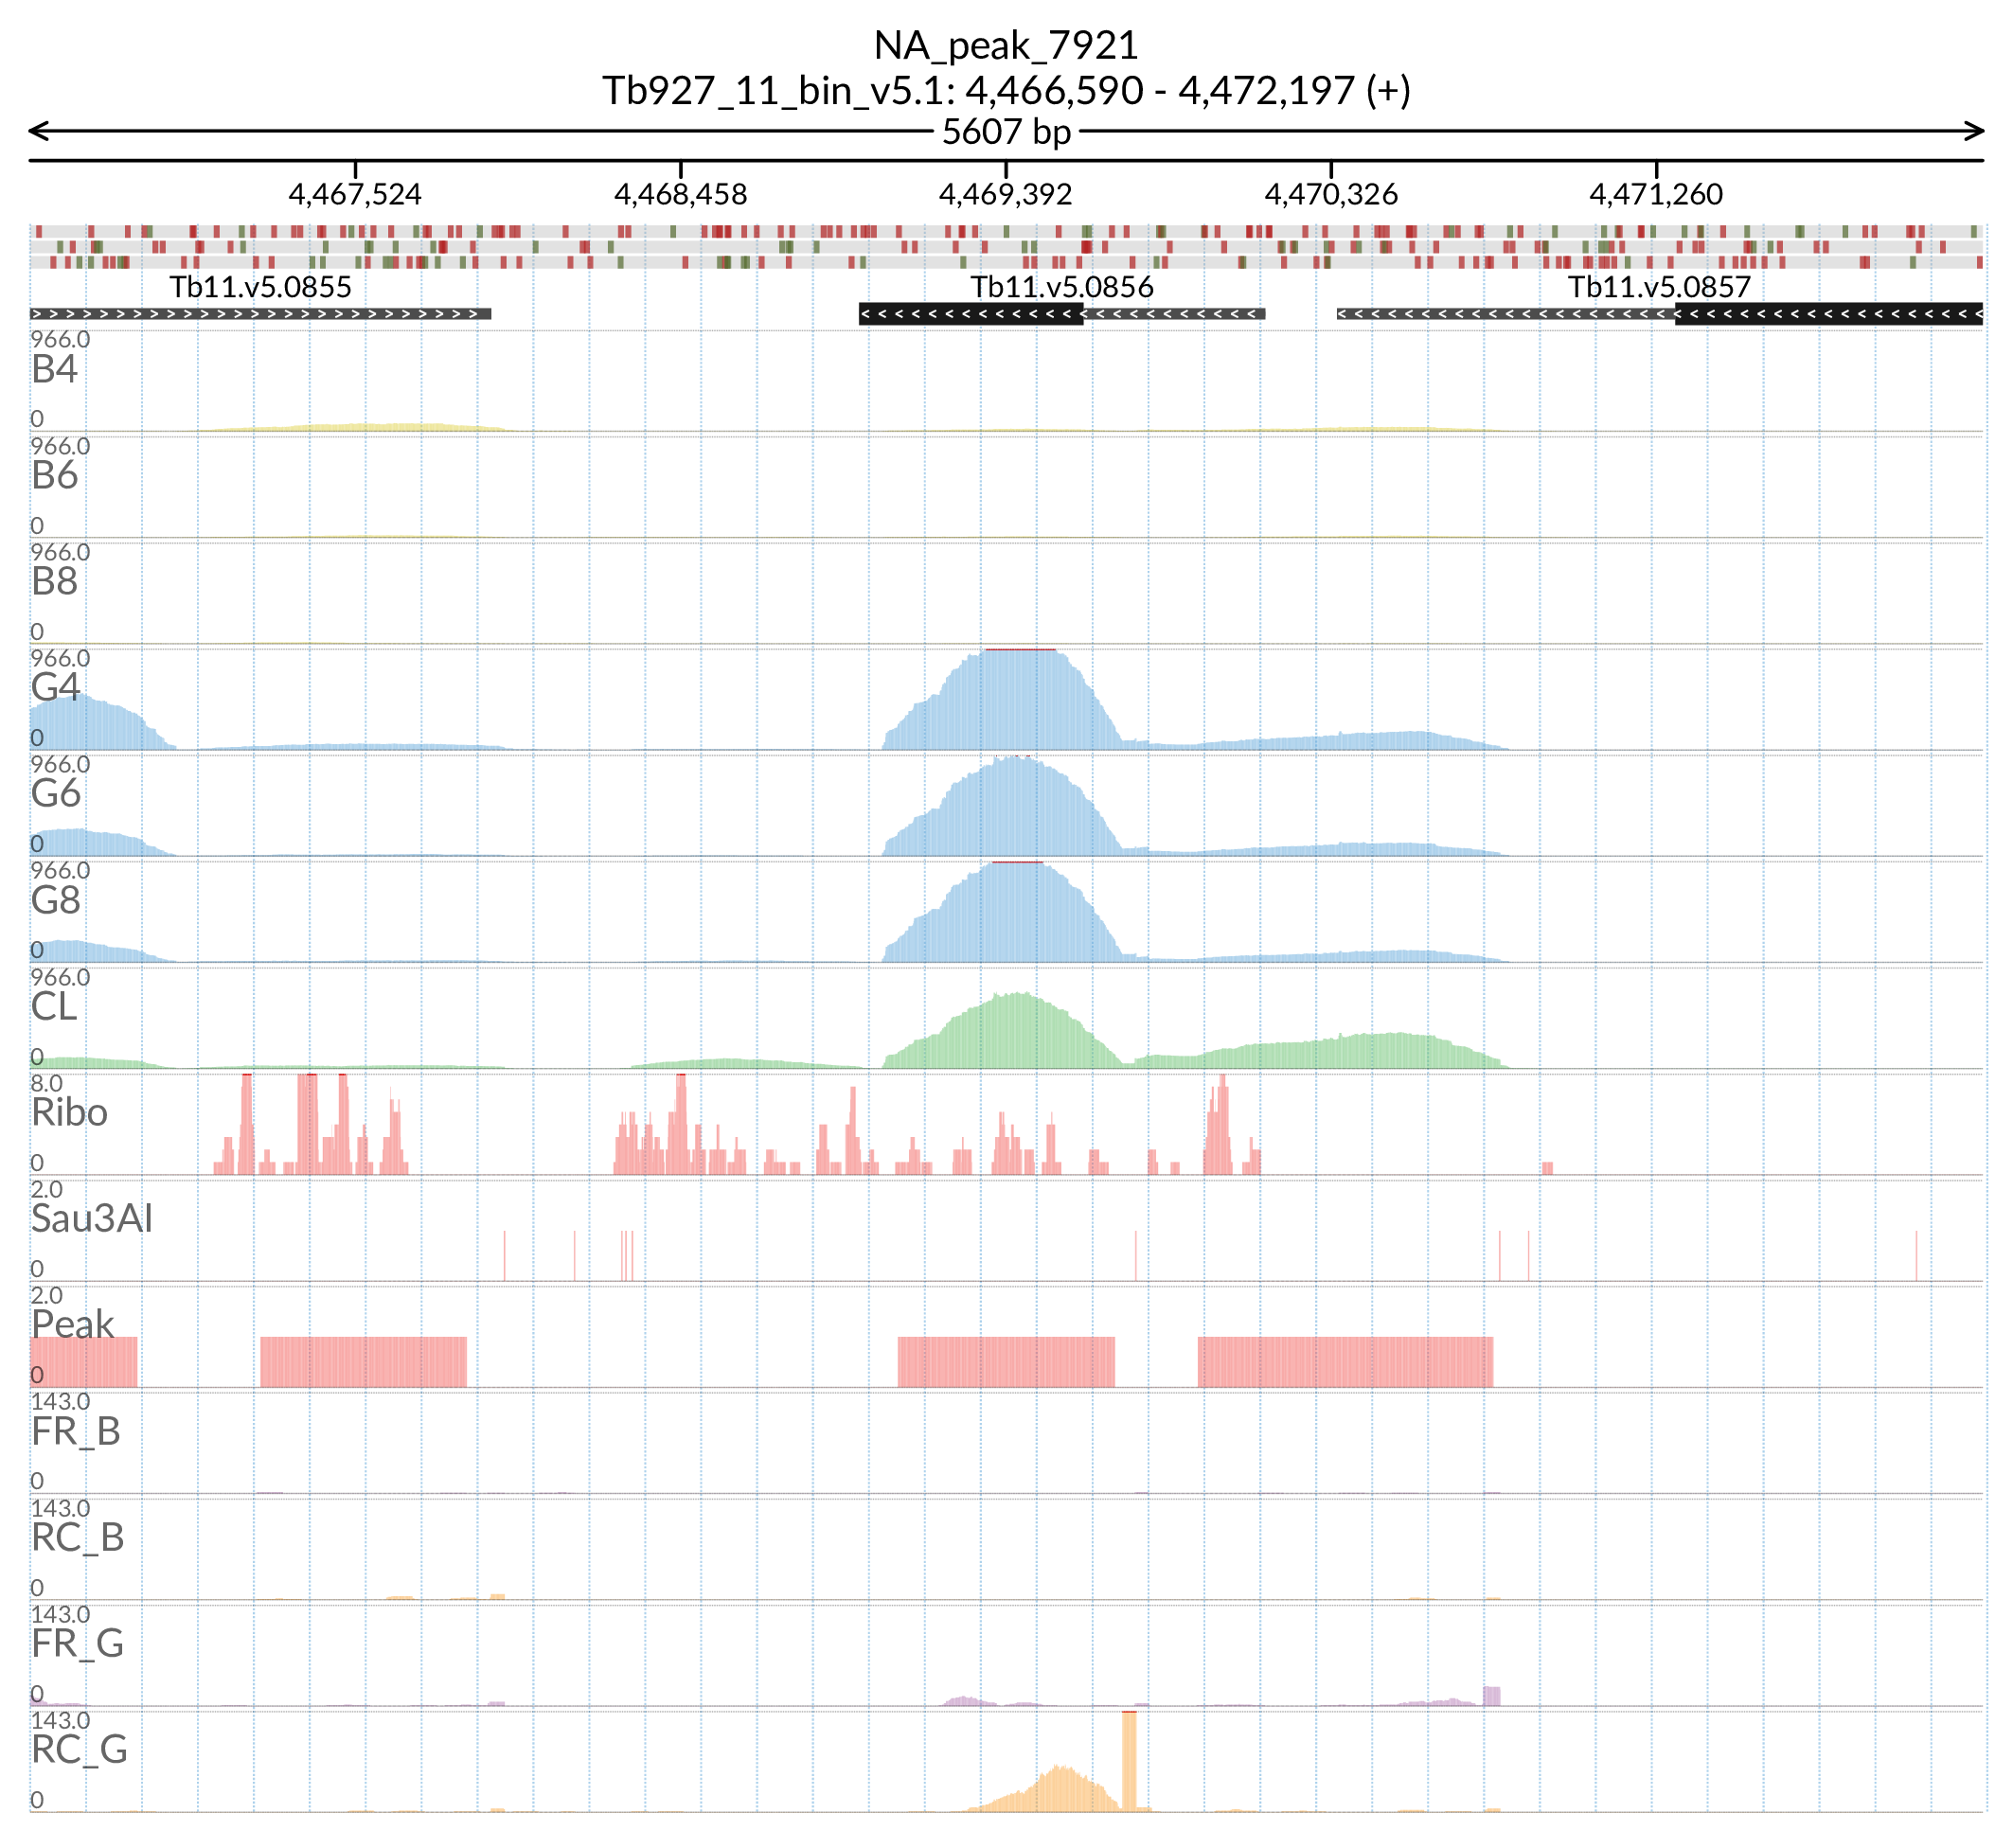 NA_peak_7921
Tb927_11_bin_v5.1: 4,466,590 - 4,472,197 (+)
5607 bp
4,467,524 4,468,458 4,469,392 4,470,326 4,471,260
Tb11.v5.0855 Tb11.v5.0856 Tb11.v5.0857
966.0
B4
0
966.0
B6
0
966.0
B8
0
966.0
G4
0
966.0
G6
0
966.0
G8
0
966.0
CL
0
8.0
Ribo
0
2.0
Sau3AI
0
2.0
Peak
0
143.0
FR_B
0
143.0
RC_B
0
143.0
FR_G
0
143.0
RC_G
0